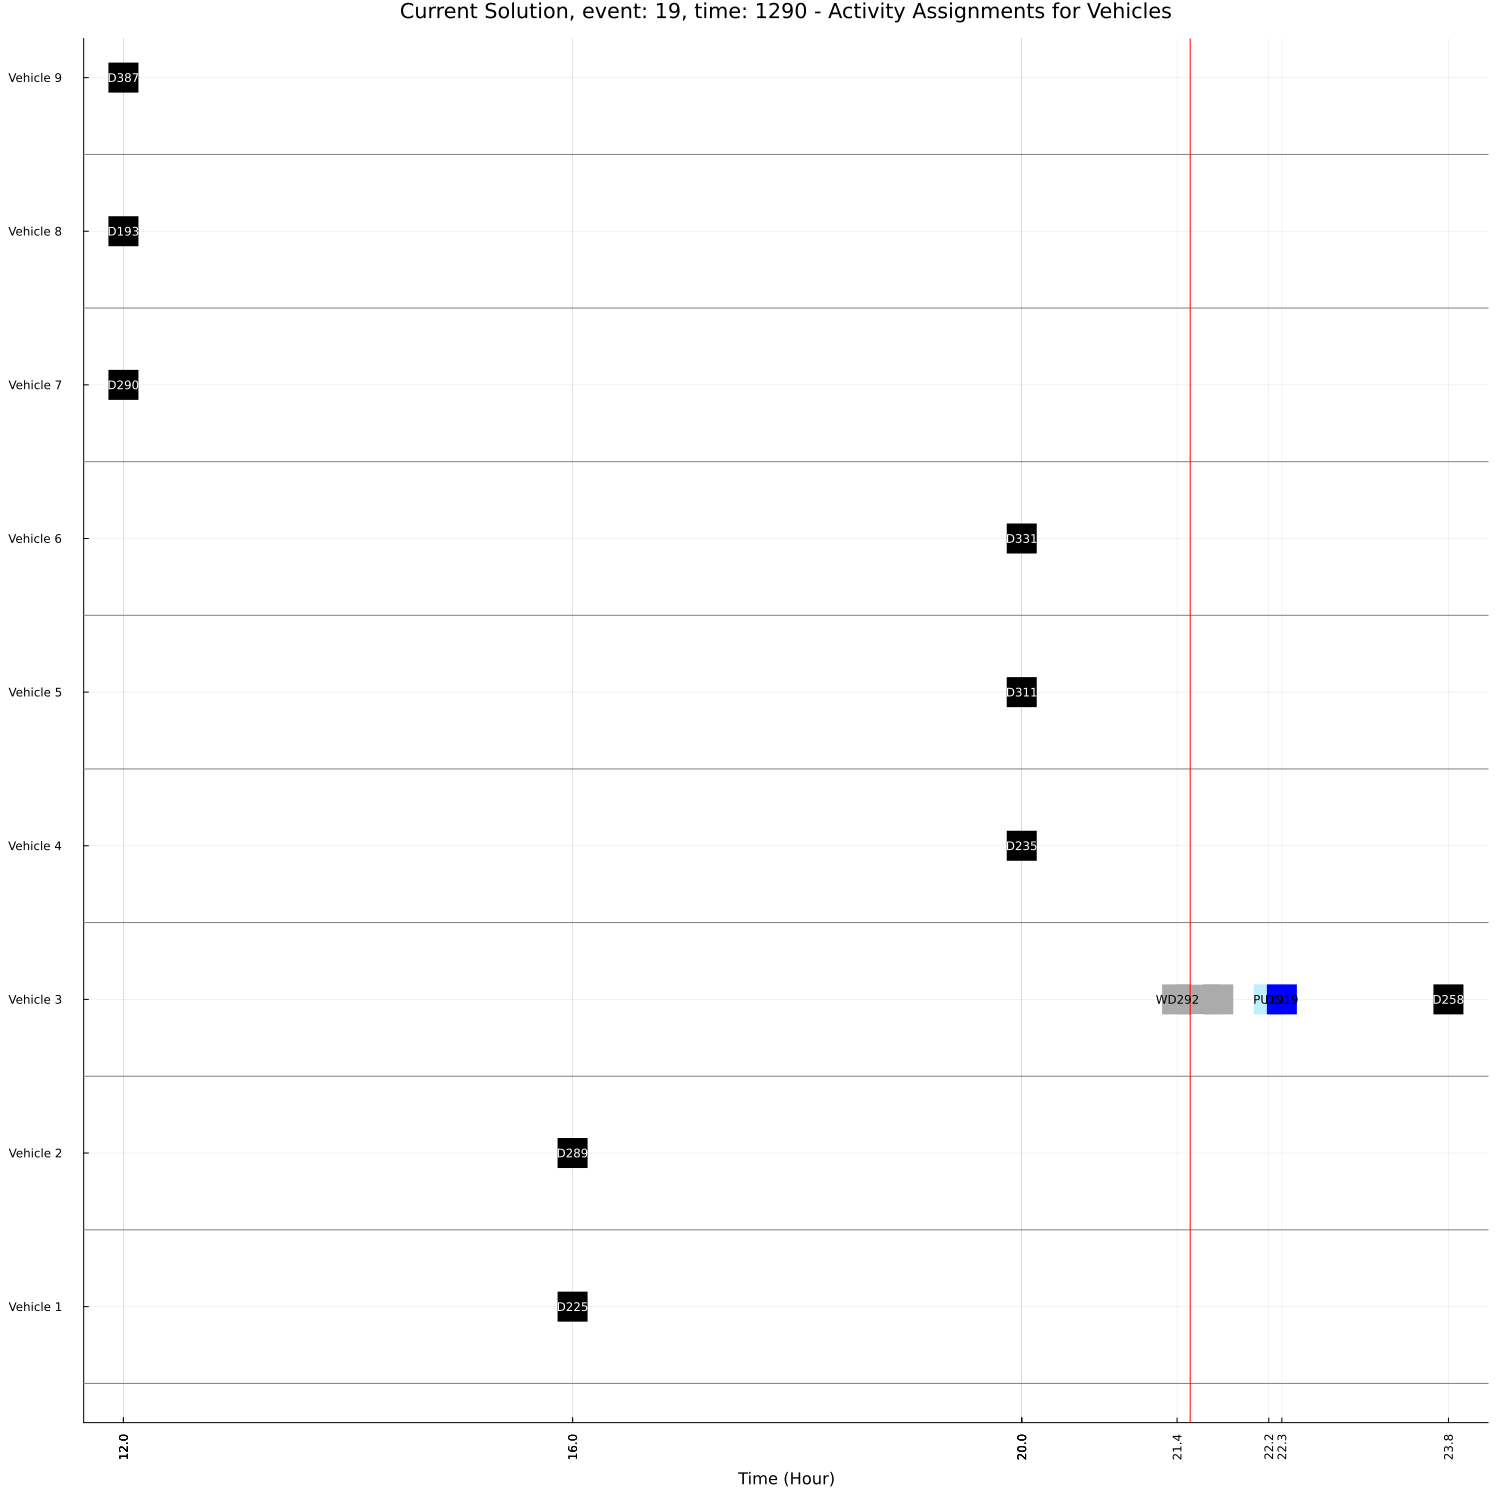 Current Solution, event: 19, time: 1290 - Activity Assignments for Vehicles
Vehicle 9
D387
Vehicle 8
D193
Vehicle 7
D290
Vehicle 6
D331
Vehicle 5
D311
Vehicle 4
D235
Vehicle 3
WD292
D258
Vehicle 2
D289
Vehicle 1
D225
12.0
16.0
20.0
21.4
22.2
22.3
23.8
Time (Hour)